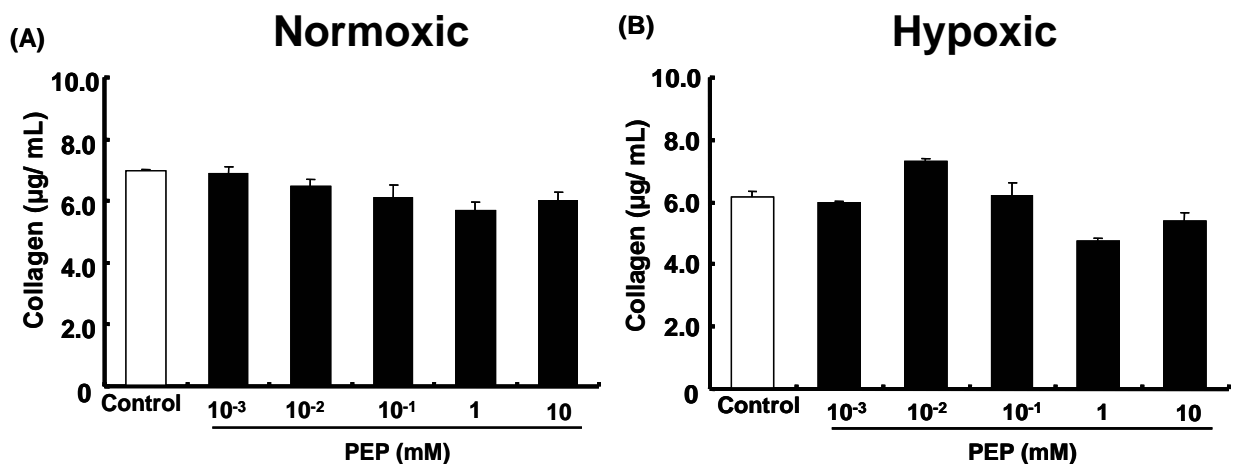 (A) Normoxic
Collagen (µg/ mL)
10.0
8.0
6.0
4.0
2.0
0
Control 10⁻³ 10⁻² 10⁻¹ 1 10
PEP (mM)
(B) Hypoxic
Collagen (µg/ mL)
10.0
8.0
6.0
4.0
2.0
0
Control 10⁻³ 10⁻² 10⁻¹ 1 10
PEP (mM)